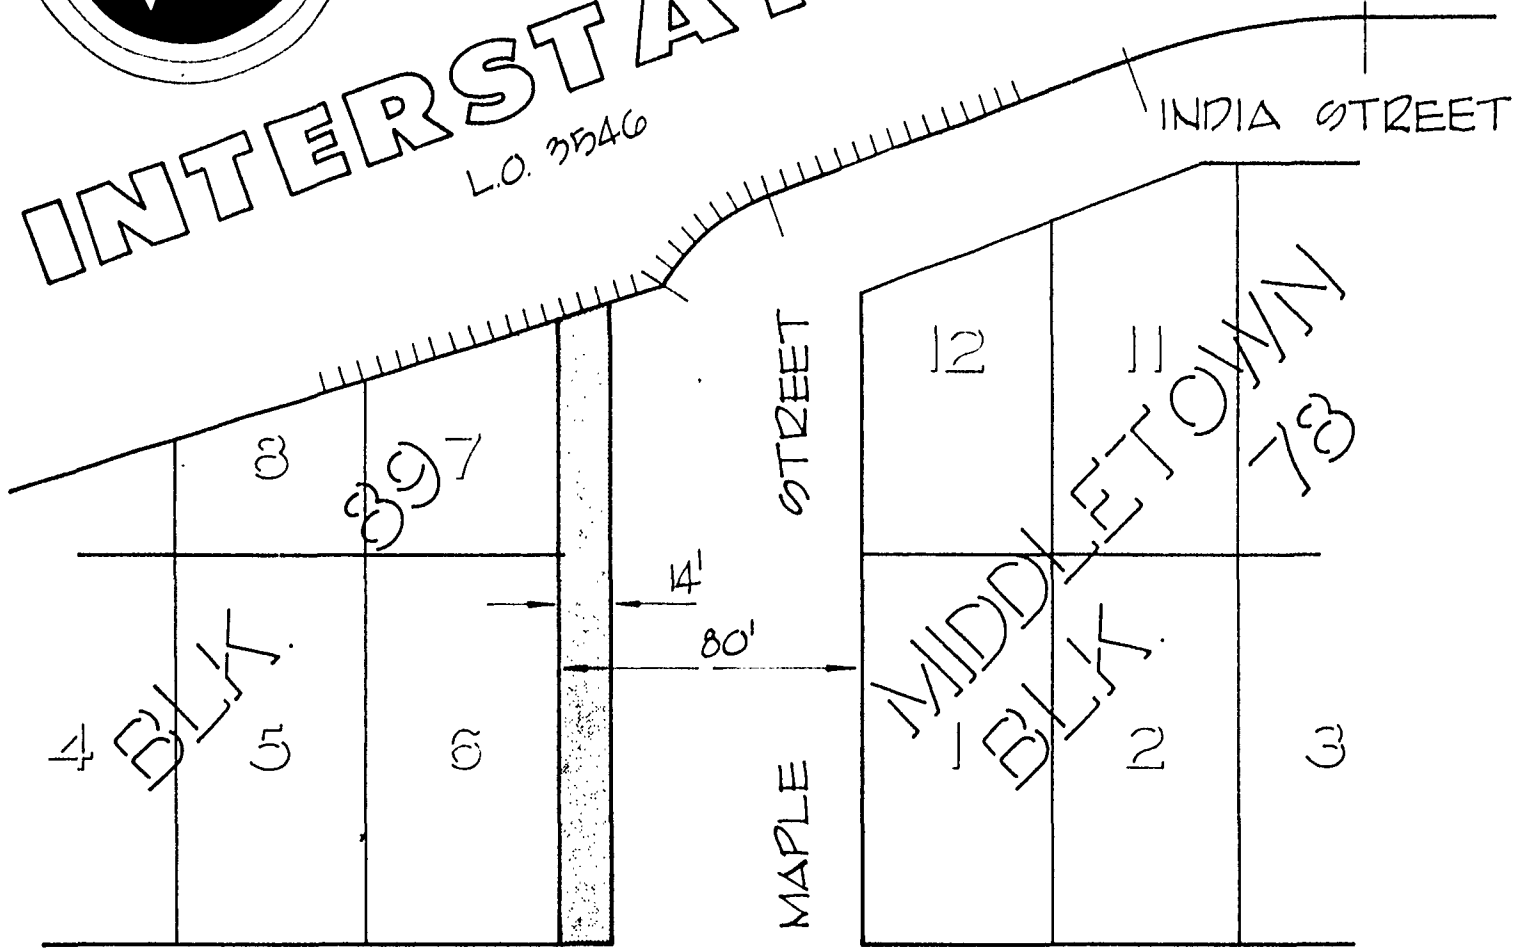 INTERSTA
L.O. 3546
INDIA STREET
12
11
MIDDLETOWN
BLK. 78
8
7
BLK. 897
MAPLE STREET
14'
80'
4
5
6
1
2
3